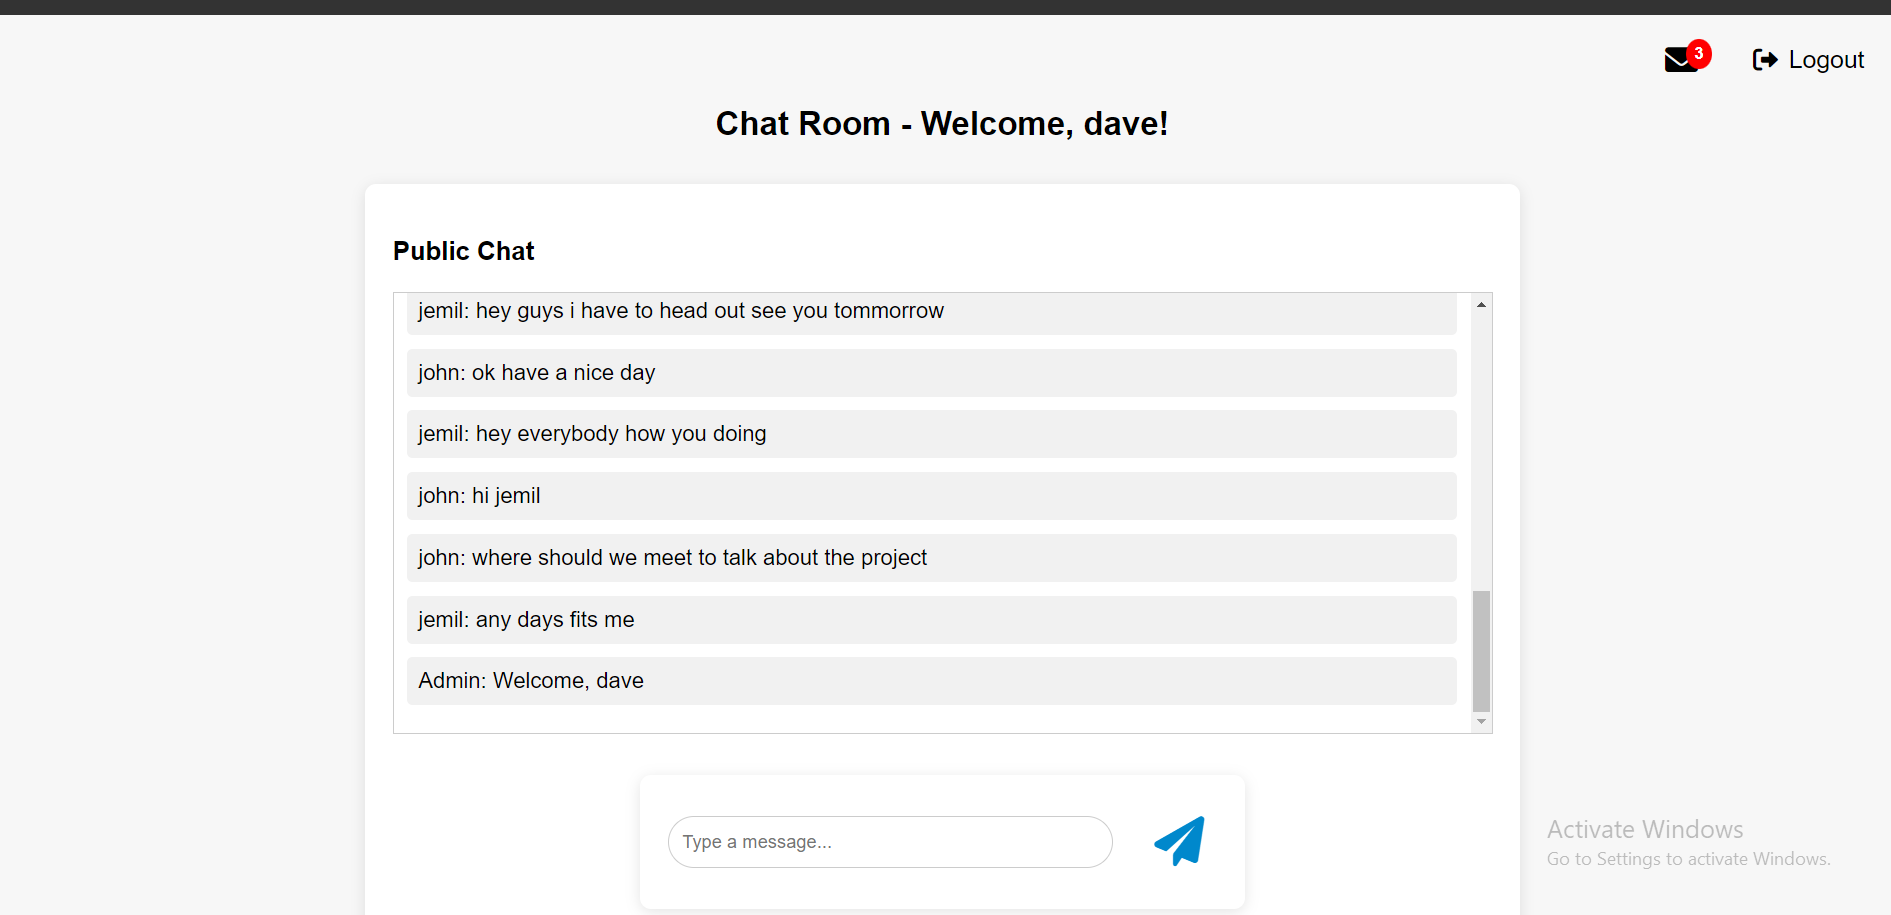 3
Logout
Chat Room - Welcome, dave!
Public Chat
jemil: hey guys i have to head out see you tommorrow
john: ok have a nice day
jemil: hey everybody how you doing
john: hi jemil
john: where should we meet to talk about the project
jemil: any days fits me
Admin: Welcome, dave
Type a message...
Activate Windows
Go to Settings to activate Windows.